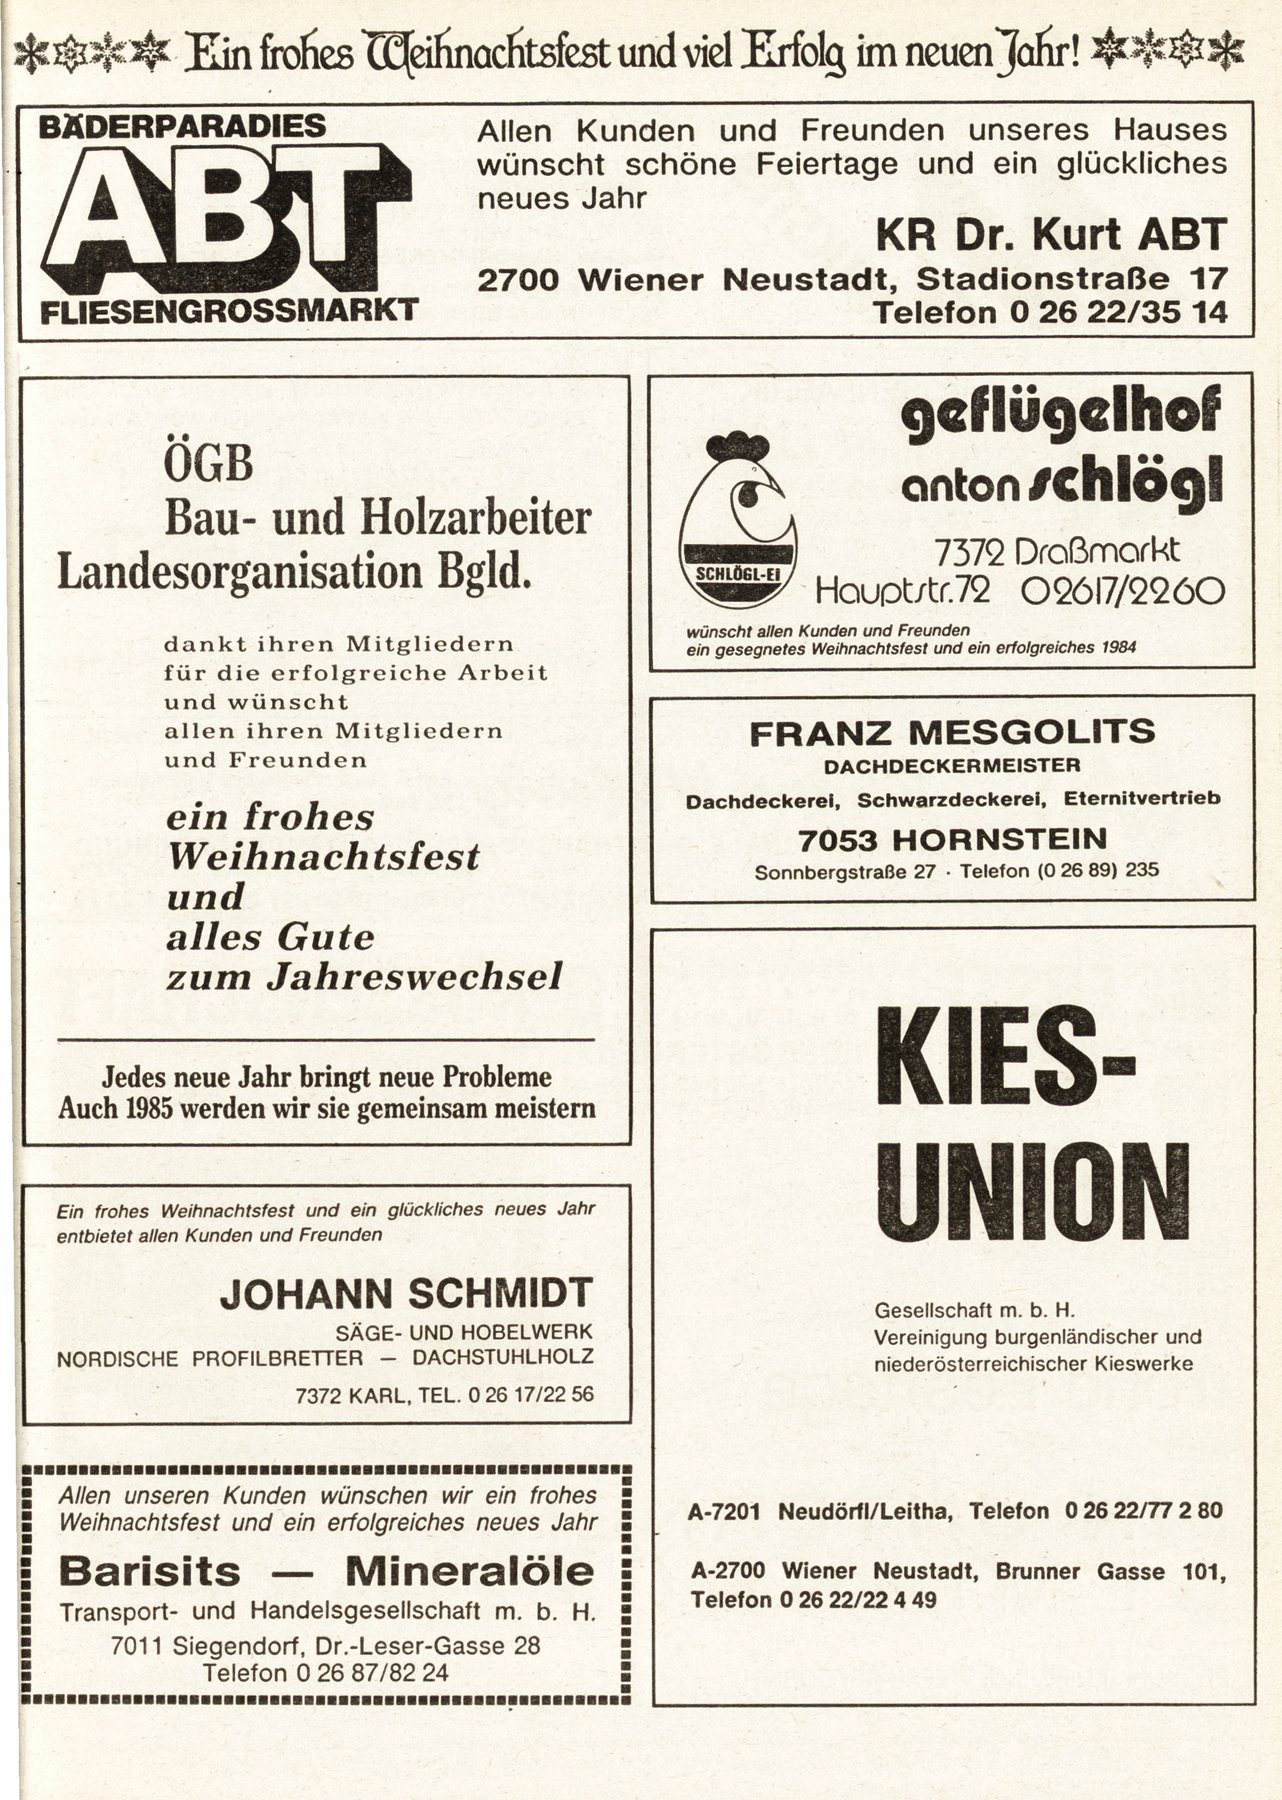 Ein frohes Weihnachtsfest und viel Erfolg im neuen Jahr!
BÄDERPARADIES
ABT
FLIESENGROSSMARKT
Allen Kunden und Freunden unseres Hauses
wünscht schöne Feiertage und ein glückliches
neues Jahr
KR Dr. Kurt ABT
2700 Wiener Neustadt, Stadionstraße 17
Telefon 0 26 22/35 14
ÖGB
Bau- und Holzarbeiter
Landesorganisation Bgld.
dankt ihren Mitgliedern
für die erfolgreiche Arbeit
und wünscht
allen ihren Mitgliedern
und Freunden
ein frohes
Weihnachtsfest
und
alles Gute
zum Jahreswechsel
Jedes neue Jahr bringt neue Probleme
Auch 1985 werden wir sie gemeinsam meistern
Ein frohes Weihnachtsfest und ein glückliches neues Jahr
entbietet allen Kunden und Freunden
JOHANN SCHMIDT
SÄGE- UND HOBELWERK
NORDISCHE PROFILBRETTER — DACHSTUHLHOLZ
7372 KARL, TEL. 0 26 17/22 56
Allen unseren Kunden wünschen wir ein frohes
Weihnachtsfest und ein erfolgreiches neues Jahr
Barisits — Mineralöle
Transport- und Handelsgesellschaft m. b. H.
7011 Siegendorf, Dr.-Leser-Gasse 28
Telefon 0 26 87/82 24
geflügelhof
anton schlögl
SCHLÖGL-EI
7372 Draßmarkt
Hauptstr. 72 02617/2260
wünscht allen Kunden und Freunden
ein gesegnetes Weihnachtsfest und ein erfolgreiches 1984
FRANZ MESGOLITS
DACHDECKERMEISTER
Dachdeckerei, Schwarzdeckerei, Eternitvertrieb
7053 HORNSTEIN
Sonnbergstraße 27 · Telefon (0 26 89) 235
KIES-
UNION
Gesellschaft m. b. H.
Vereinigung burgenländischer und
niederösterreichischer Kieswerke
A-7201 Neudörfl/Leitha, Telefon 0 26 22/77 2 80
A-2700 Wiener Neustadt, Brunner Gasse 101,
Telefon 0 26 22/22 4 49